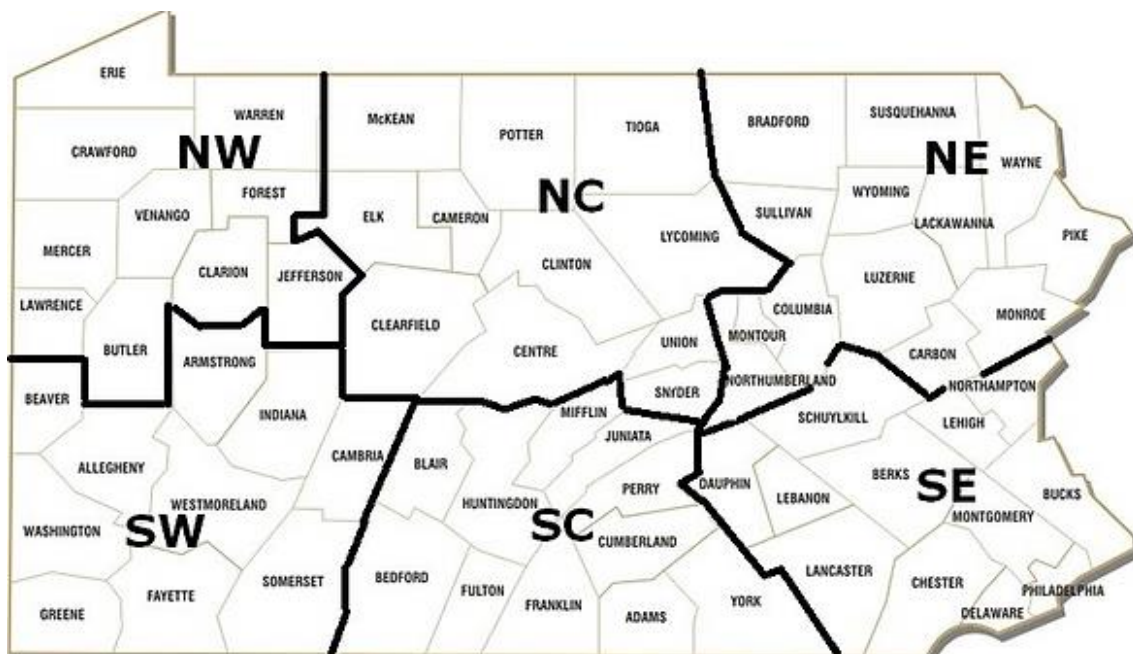 ERIE
WARREN
McKEAN
POTTER
TIOGA
BRADFORD
SUSQUEHANNA
CRAWFORD
NW
NE
WAYNE
FOREST
VENANGO
ELK
CAMERON
NC
LYCOMING
SULLIVAN
WYOMING
LACKAWANNA
PIKE
MERCER
CLARION
JEFFERSON
CLINTON
LUZERNE
LAWRENCE
BUTLER
CLEARFIELD
COLUMBIA
MONROE
ARMSTRONG
CENTRE
UNION
MONTOUR
CARBON
BEAVER
SNYDER
NORTHUMBERLAND
NORTHAMPTON
INDIANA
MIFFLIN
SCHUYLKILL
LEHIGH
JUNIATA
ALLEGHENY
CAMBRIA
BLAIR
WESTMORELAND
HUNTINGDON
PERRY
DAUPHIN
LEBANON
BERKS
SE
BUCKS
WASHINGTON
SW
SC
MONTGOMERY
CUMBERLAND
GREENE
FAYETTE
SOMERSET
BEDFORD
FULTON
FRANKLIN
ADAMS
YORK
LANCASTER
CHESTER
DELAWARE
PHILADELPHIA